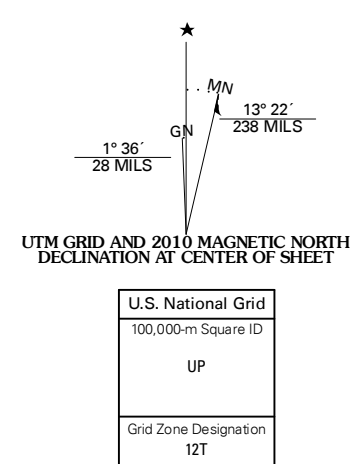 ★
MN
GN
13° 22´
238 MILS
1° 36´
28 MILS
UTM GRID AND 2010 MAGNETIC NORTH
DECLINATION AT CENTER OF SHEET
U.S. National Grid
100,000-m Square ID
UP
Grid Zone Designation
12T